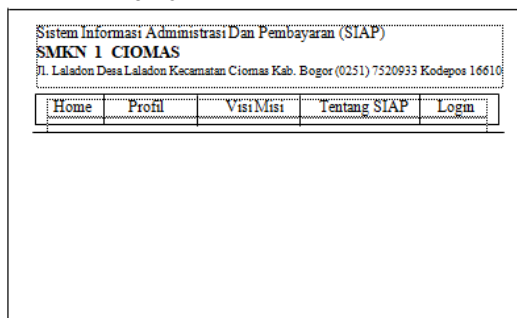 Sistem Informasi Administrasi Dan Pembayaran (SIAP)
SMKN 1 CIOMAS
Jl. Laladon Desa Laladon Kecamatan Ciomas Kab. Bogor (0251) 7520933 Kodepos 16610
Home Profil Visi Misi Tentang SIAP Login